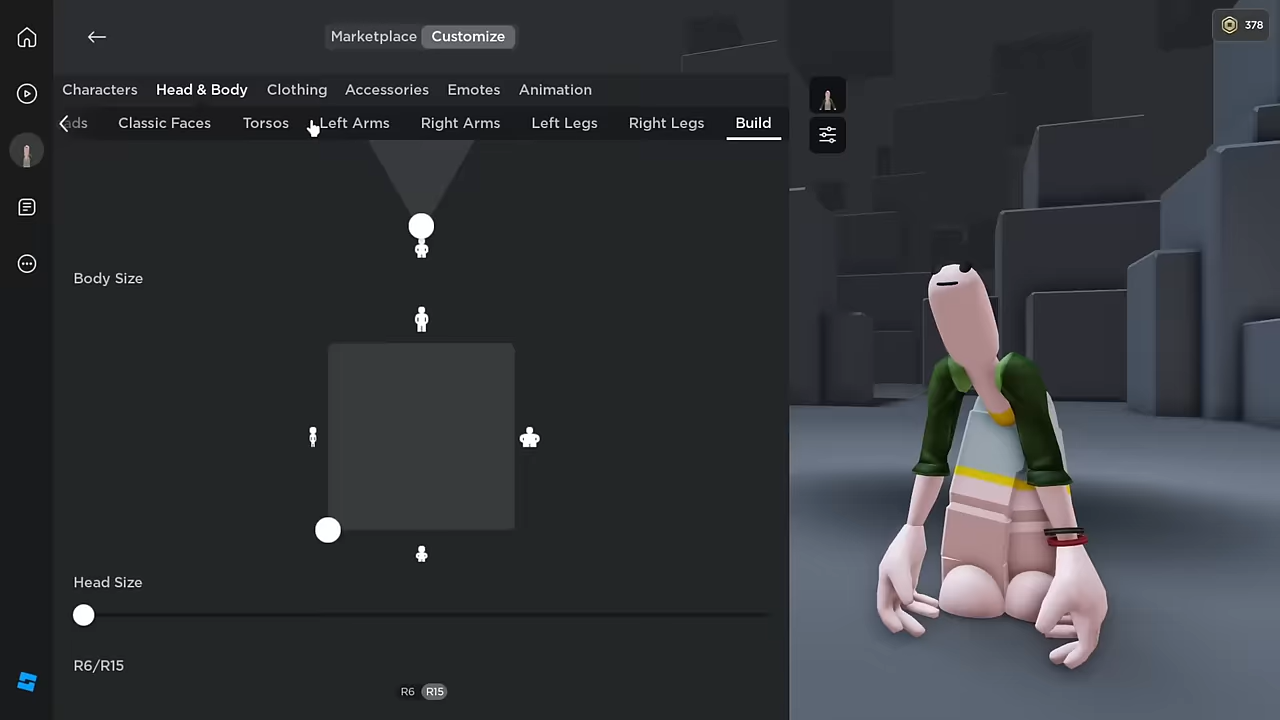 Marketplace Customize
378
Characters Head & Body Clothing Accessories Emotes Animation
ads Classic Faces Torsos Left Arms Right Arms Left Legs Right Legs Build
Body Size
Head Size
R6/R15
R6 R15